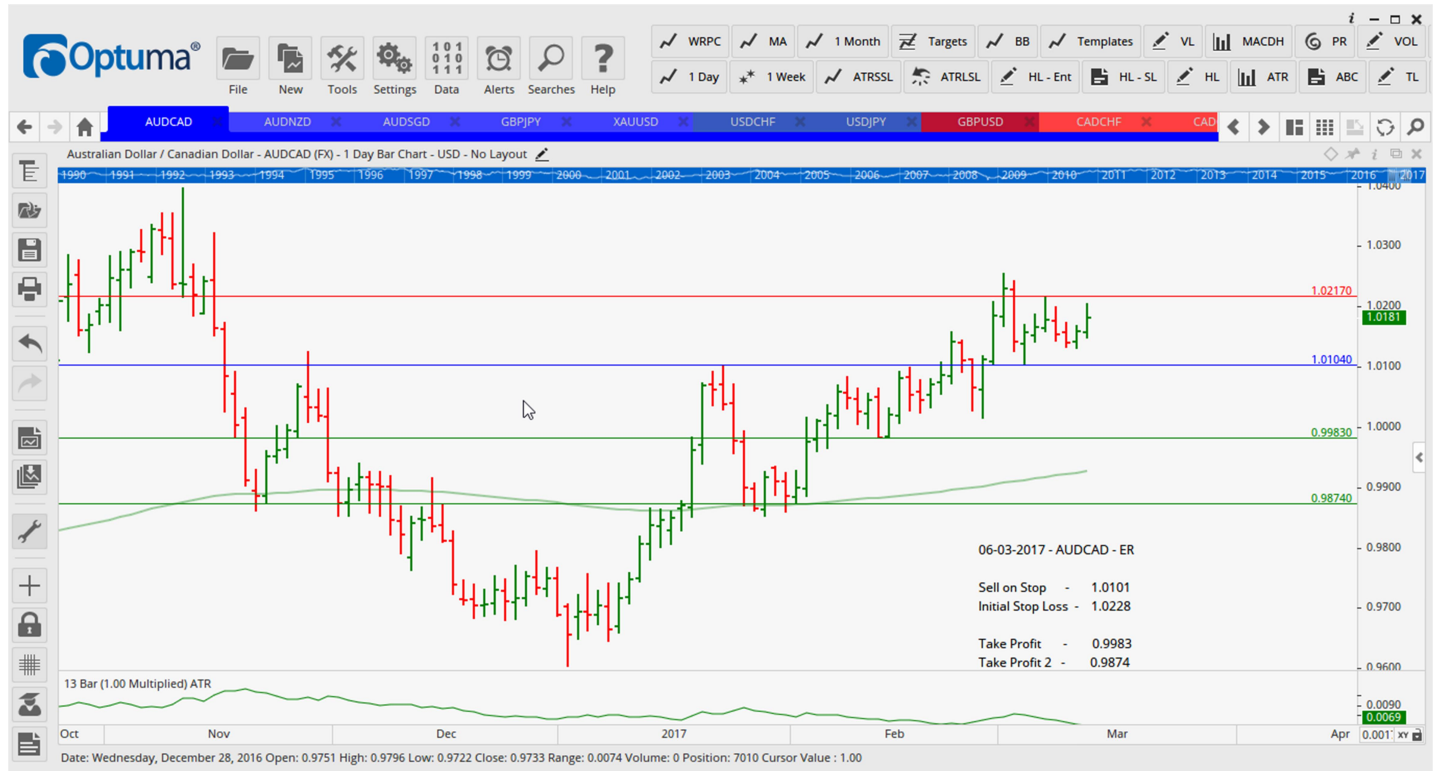 Optuma®
File
New
Tools
Settings
101
010
111
Data
Alerts
Searches
Help
WRPC
MA
1 Month
Targets
BB
Templates
VL
MACDH
PR
VOL
1 Day
1 Week
ATRSSL
ATRLSL
HL - Ent
HL - SL
HL
ATR
ABC
TL
AUDCAD
AUDNZD
AUDSGD
GBPJPY
XAUUSD
USDCHF
USDJPY
GBPUSD
CADCHF
CAD
Australian Dollar / Canadian Dollar - AUDCAD (FX) - 1 Day Bar Chart - USD - No Layout
1990 1991 1992 1993 1994 1995 1996 1997 1998 1999 2000 2001 2002 2003 2004 2005 2006 2007 2008 2009 2010 2011 2012 2013 2014 2015 2016 2017
1.0400
1.0300
1.02170
1.0200
1.0181
1.01040
1.0100
0.99830
1.0000
0.98740
0.9900
06-03-2017 - AUDCAD - ER
0.9800
Sell on Stop - 1.0101
Initial Stop Loss - 1.0228
0.9700
Take Profit - 0.9983
Take Profit 2 - 0.9874
0.9600
13 Bar (1.00 Multiplied) ATR
0.0090
0.0069
Oct Nov Dec 2017 Feb Mar Apr
XY
Date: Wednesday, December 28, 2016 Open: 0.9751 High: 0.9796 Low: 0.9722 Close: 0.9733 Range: 0.0074 Volume: 0 Position: 7010 Cursor Value : 1.00